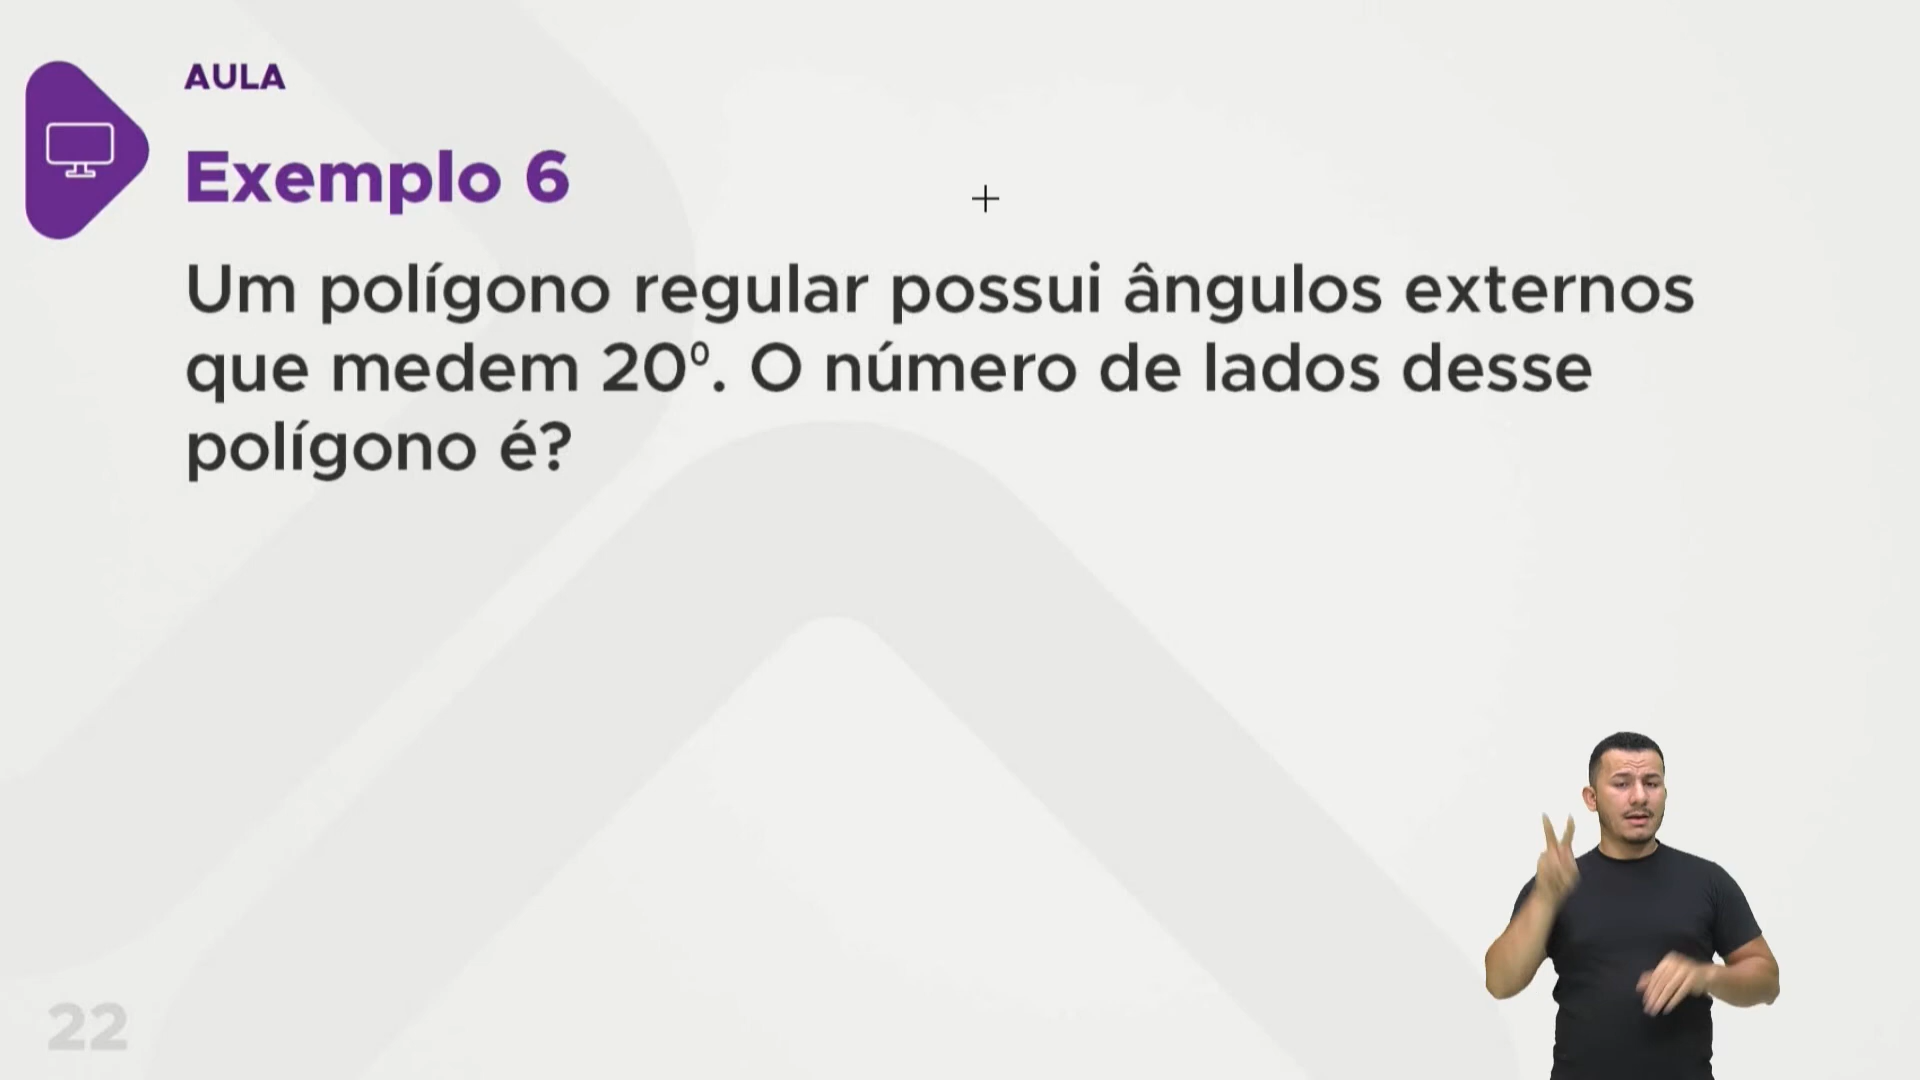 AULA
Exemplo 6
Um polígono regular possui ângulos externos
que medem 20⁰. O número de lados desse
polígono é?
22